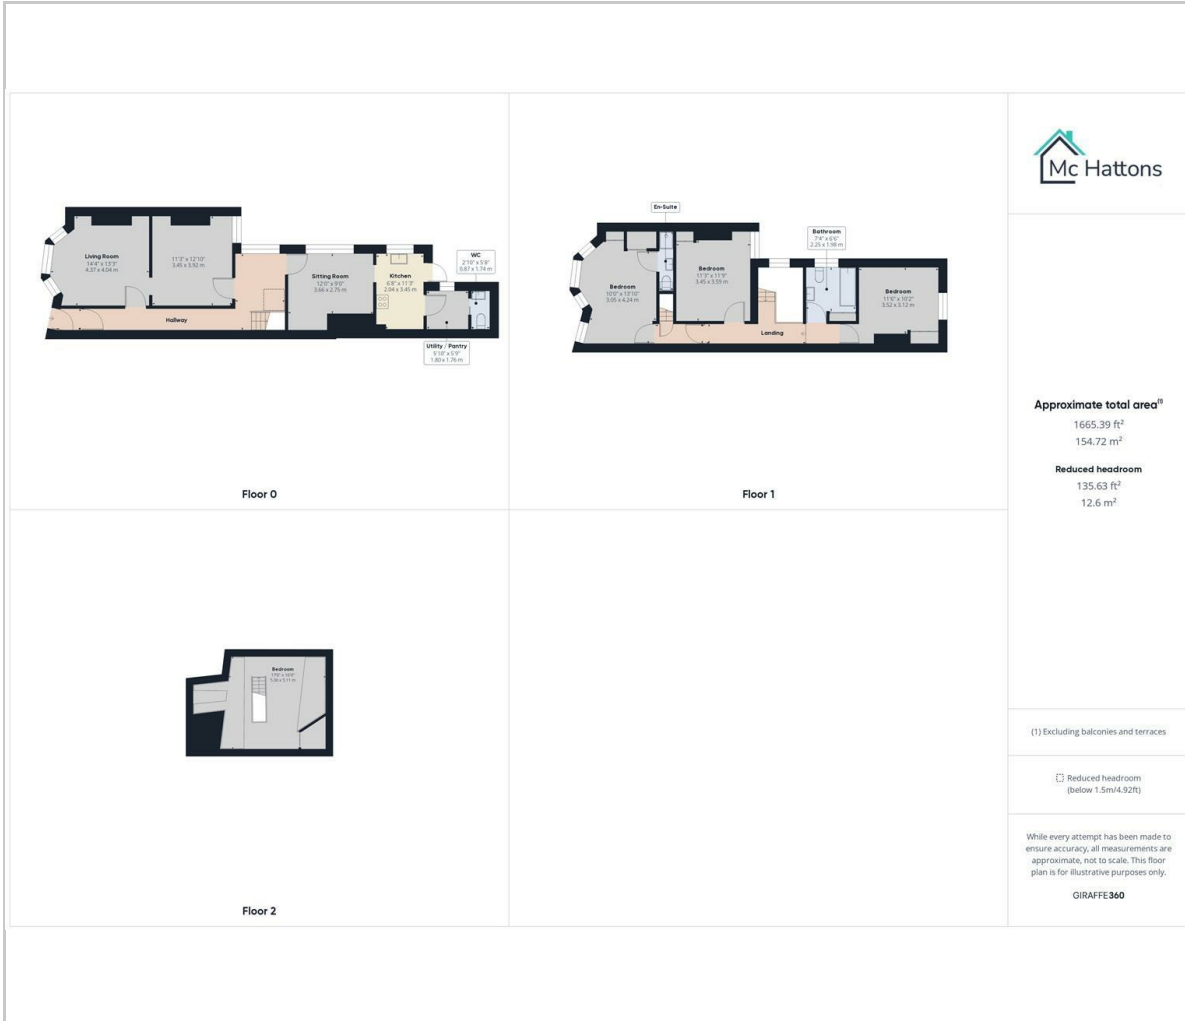 Living Room
14'4" x 13'3"
4.37 x 4.04 m
11'3" x 12'10"
3.45 x 3.92 m
Hallway
Sitting Room
12'0" x 9'0"
3.66 x 2.75 m
Kitchen
6'8" x 11'3"
2.04 x 3.45 m
WC
2'10" x 5'8"
0.87 x 1.74 m
Utility / Pantry
5'10" x 5'9"
1.80 x 1.76 m
Floor 0
En-Suite
Bedroom
10'0" x 13'10"
3.05 x 4.24 m
Bedroom
11'3" x 11'9"
3.45 x 3.59 m
Bathroom
7'4" x 6'6"
2.25 x 1.98 m
Bedroom
11'6" x 10'2"
3.52 x 3.12 m
Landing
Floor 1
Bedroom
Floor 2
Mc Hattons
Approximate total area(1)
1665.39 ft²
154.72 m²
Reduced headroom
135.63 ft²
12.6 m²
(1) Excluding balconies and terraces
Reduced headroom
(below 1.5m/4.92ft)
While every attempt has been made to
ensure accuracy, all measurements are
approximate, not to scale. This floor
plan is for illustrative purposes only.
GIRAFFE360